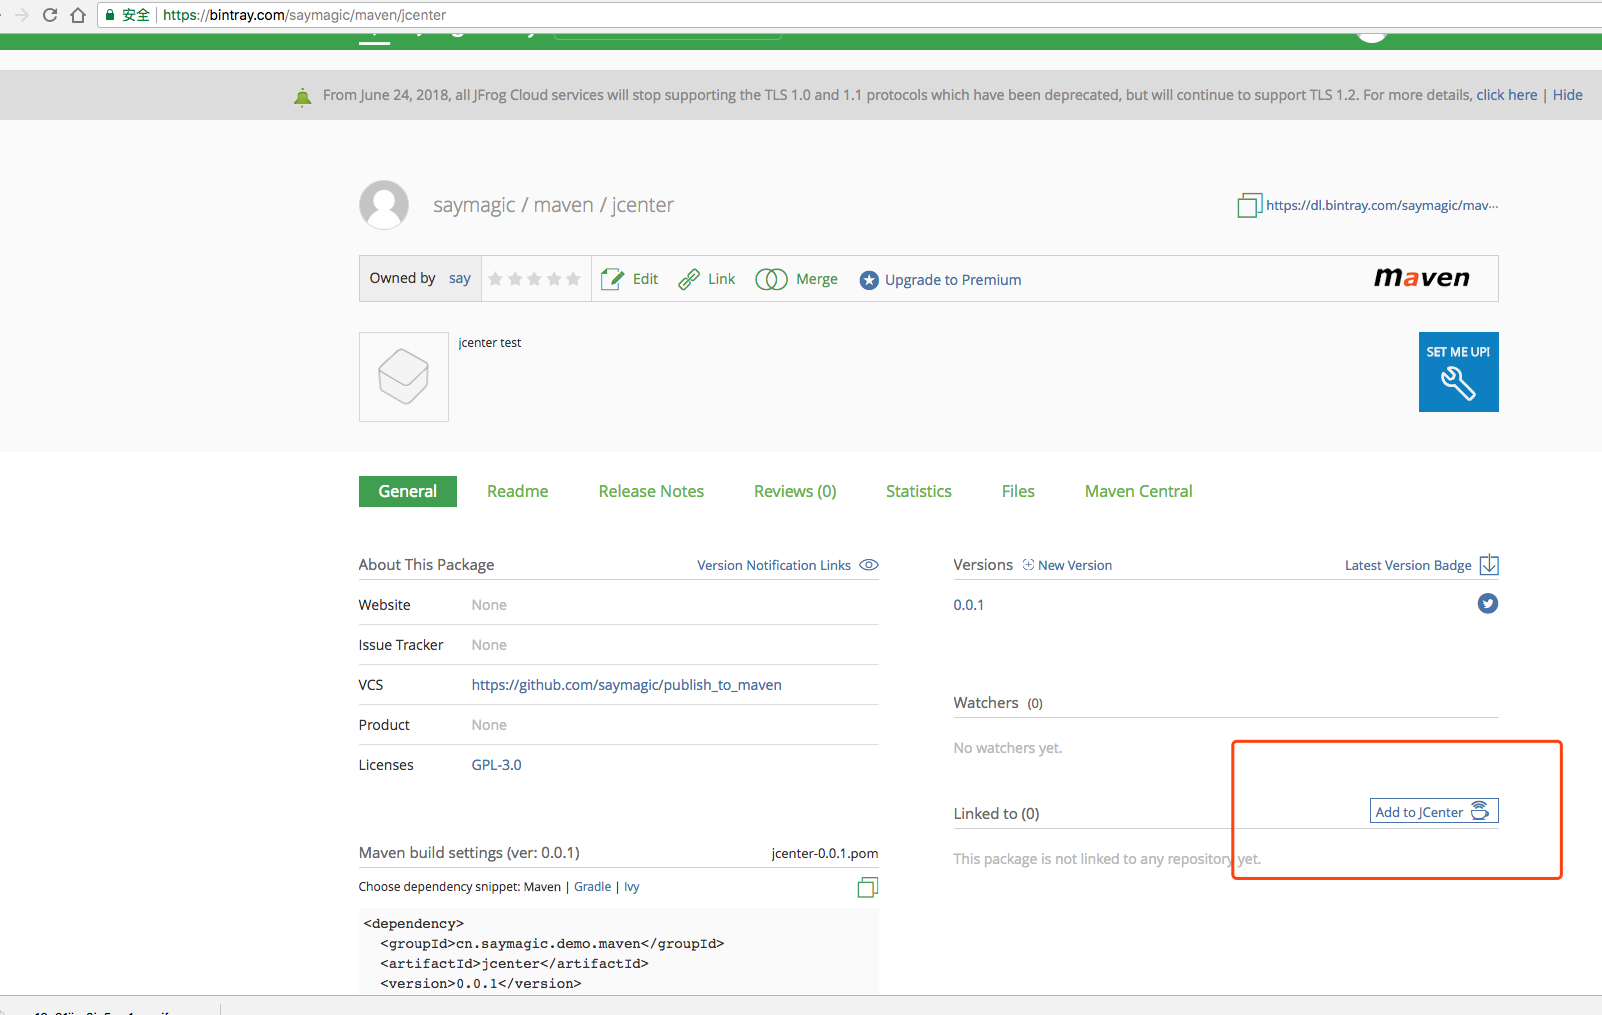 安全 https://bintray.com/saymagic/maven/jcenter
From June 24, 2018, all JFrog Cloud services will stop supporting the TLS 1.0 and 1.1 protocols which have been deprecated, but will continue to support TLS 1.2. For more details, click here | Hide
saymagic / maven / jcenter
https://dl.bintray.com/saymagic/mav...
Owned by say Edit Link Merge Upgrade to Premium maven
jcenter test
SET ME UP!
General Readme Release Notes Reviews (0) Statistics Files Maven Central
About This Package Version Notification Links
Website None
Issue Tracker None
VCS https://github.com/saymagic/publish_to_maven
Product None
Licenses GPL-3.0
Versions New Version Latest Version Badge
0.0.1
Watchers (0)
No watchers yet.
Linked to (0) Add to JCenter
This package is not linked to any repository yet.
Maven build settings (ver: 0.0.1) jcenter-0.0.1.pom
Choose dependency snippet: Maven | Gradle | Ivy
<dependency>
<groupId>cn.saymagic.demo.maven</groupId>
<artifactId>jcenter</artifactId>
<version>0.0.1</version>